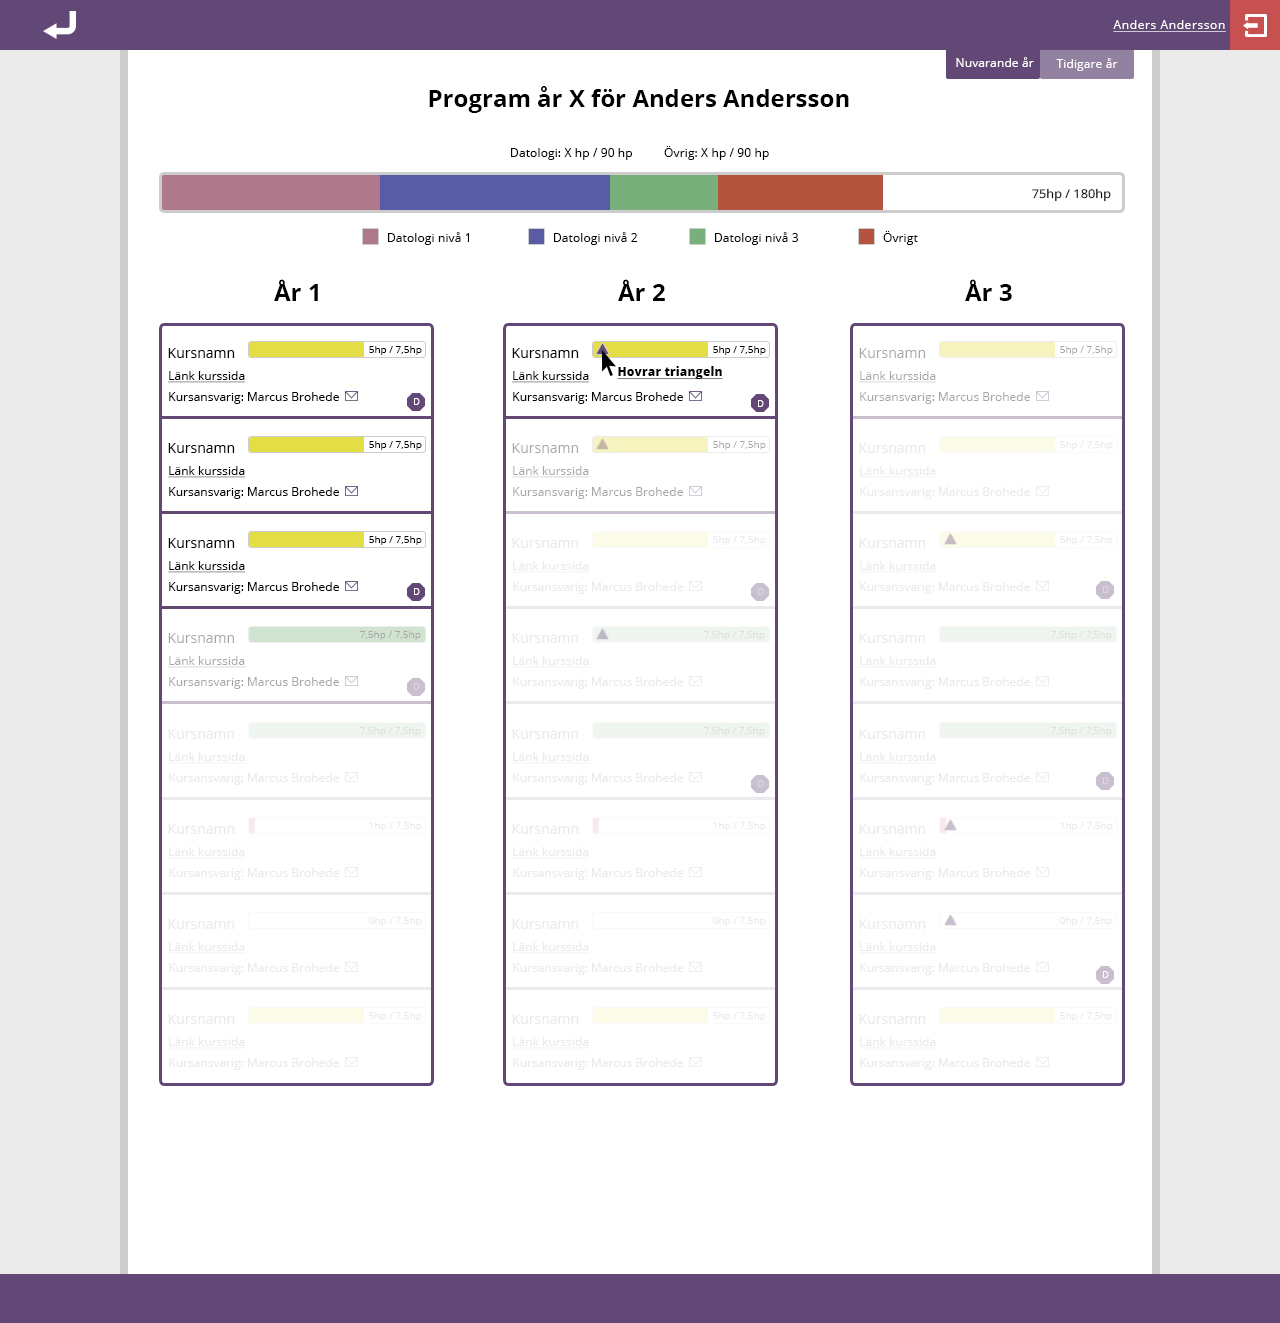 Anders Andersson
Nuvarande år
Tidigare år
Program år X för Anders Andersson
Datologi: X hp / 90 hp
Övrig: X hp / 90 hp
75hp / 180hp
Datologi nivå 1
Datologi nivå 2
Datologi nivå 3
Övrigt
År 1
Kursnamn
5hp / 7,5hp
Länk kurssida
Kursansvarig: Marcus Brohede
D
Kursnamn
5hp / 7,5hp
Länk kurssida
Kursansvarig: Marcus Brohede
Kursnamn
5hp / 7,5hp
Länk kurssida
Kursansvarig: Marcus Brohede
D
Kursnamn
7,5hp / 7,5hp
Länk kurssida
Kursansvarig: Marcus Brohede
D
Kursnamn
7,5hp / 7,5hp
Länk kurssida
Kursansvarig: Marcus Brohede
Kursnamn
1hp / 7,5hp
Länk kurssida
Kursansvarig: Marcus Brohede
Kursnamn
0hp / 7,5hp
Länk kurssida
Kursansvarig: Marcus Brohede
Kursnamn
5hp / 7,5hp
Länk kurssida
Kursansvarig: Marcus Brohede
År 2
Kursnamn
5hp / 7,5hp
Hovrar triangeln
Länk kurssida
Kursansvarig: Marcus Brohede
D
Kursnamn
5hp / 7,5hp
Länk kurssida
Kursansvarig: Marcus Brohede
Kursnamn
5hp / 7,5hp
Länk kurssida
Kursansvarig: Marcus Brohede
D
Kursnamn
7,5hp / 7,5hp
Länk kurssida
Kursansvarig: Marcus Brohede
Kursnamn
7,5hp / 7,5hp
Länk kurssida
Kursansvarig: Marcus Brohede
D
Kursnamn
1hp / 7,5hp
Länk kurssida
Kursansvarig: Marcus Brohede
Kursnamn
0hp / 7,5hp
Länk kurssida
Kursansvarig: Marcus Brohede
Kursnamn
5hp / 7,5hp
Länk kurssida
Kursansvarig: Marcus Brohede
År 3
Kursnamn
5hp / 7,5hp
Länk kurssida
Kursansvarig: Marcus Brohede
Kursnamn
5hp / 7,5hp
Länk kurssida
Kursansvarig: Marcus Brohede
Kursnamn
5hp / 7,5hp
Länk kurssida
Kursansvarig: Marcus Brohede
D
Kursnamn
7,5hp / 7,5hp
Länk kurssida
Kursansvarig: Marcus Brohede
Kursnamn
7,5hp / 7,5hp
Länk kurssida
Kursansvarig: Marcus Brohede
D
Kursnamn
1hp / 7,5hp
Länk kurssida
Kursansvarig: Marcus Brohede
Kursnamn
0hp / 7,5hp
Länk kurssida
Kursansvarig: Marcus Brohede
D
Kursnamn
5hp / 7,5hp
Länk kurssida
Kursansvarig: Marcus Brohede